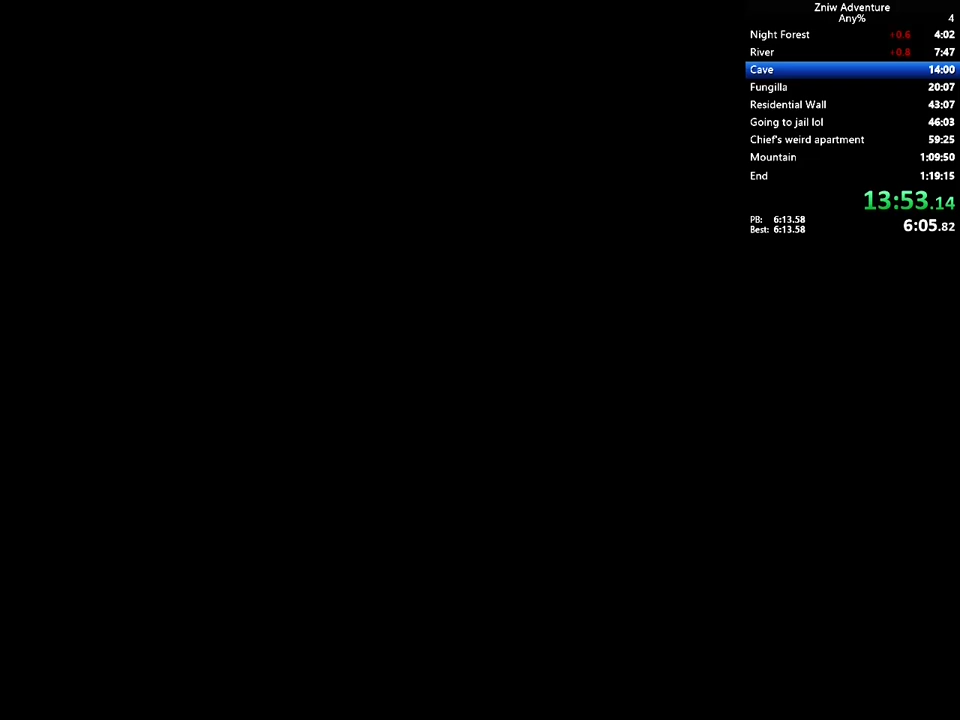 Zniw Adventure
Any% 4
Night Forest +0.6 4:02
River +0.8 7:47
Cave 14:00
Fungilla 20:07
Residential Wall 43:07
Going to jail lol 46:03
Chief's weird apartment 59:25
Mountain 1:09:50
End 1:19:15
13:53.14
PB: 6:13.58
Best: 6:13.58
6:05.82